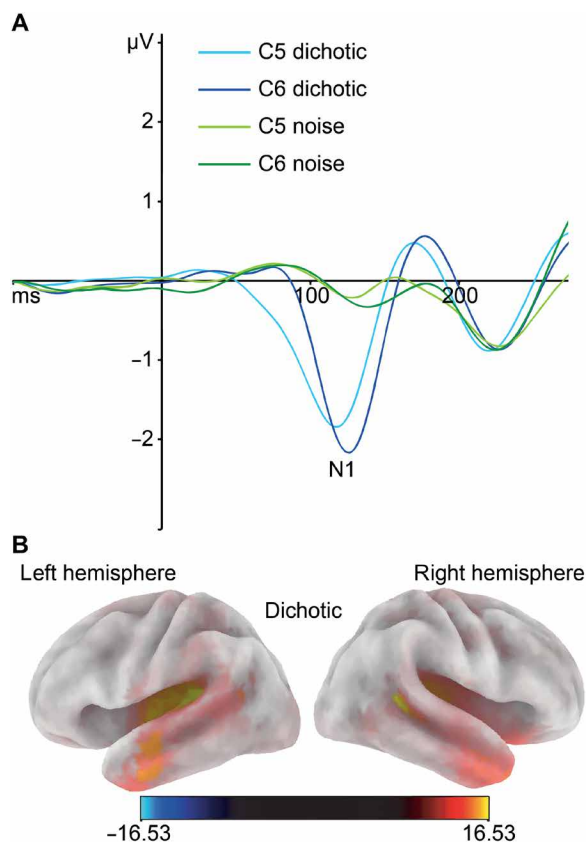 A
μV
C5 dichotic
C6 dichotic
C5 noise
C6 noise
2
1
ms 100 200
−1
−2
N1
B
Left hemisphere Right hemisphere
Dichotic
−16.53 16.53